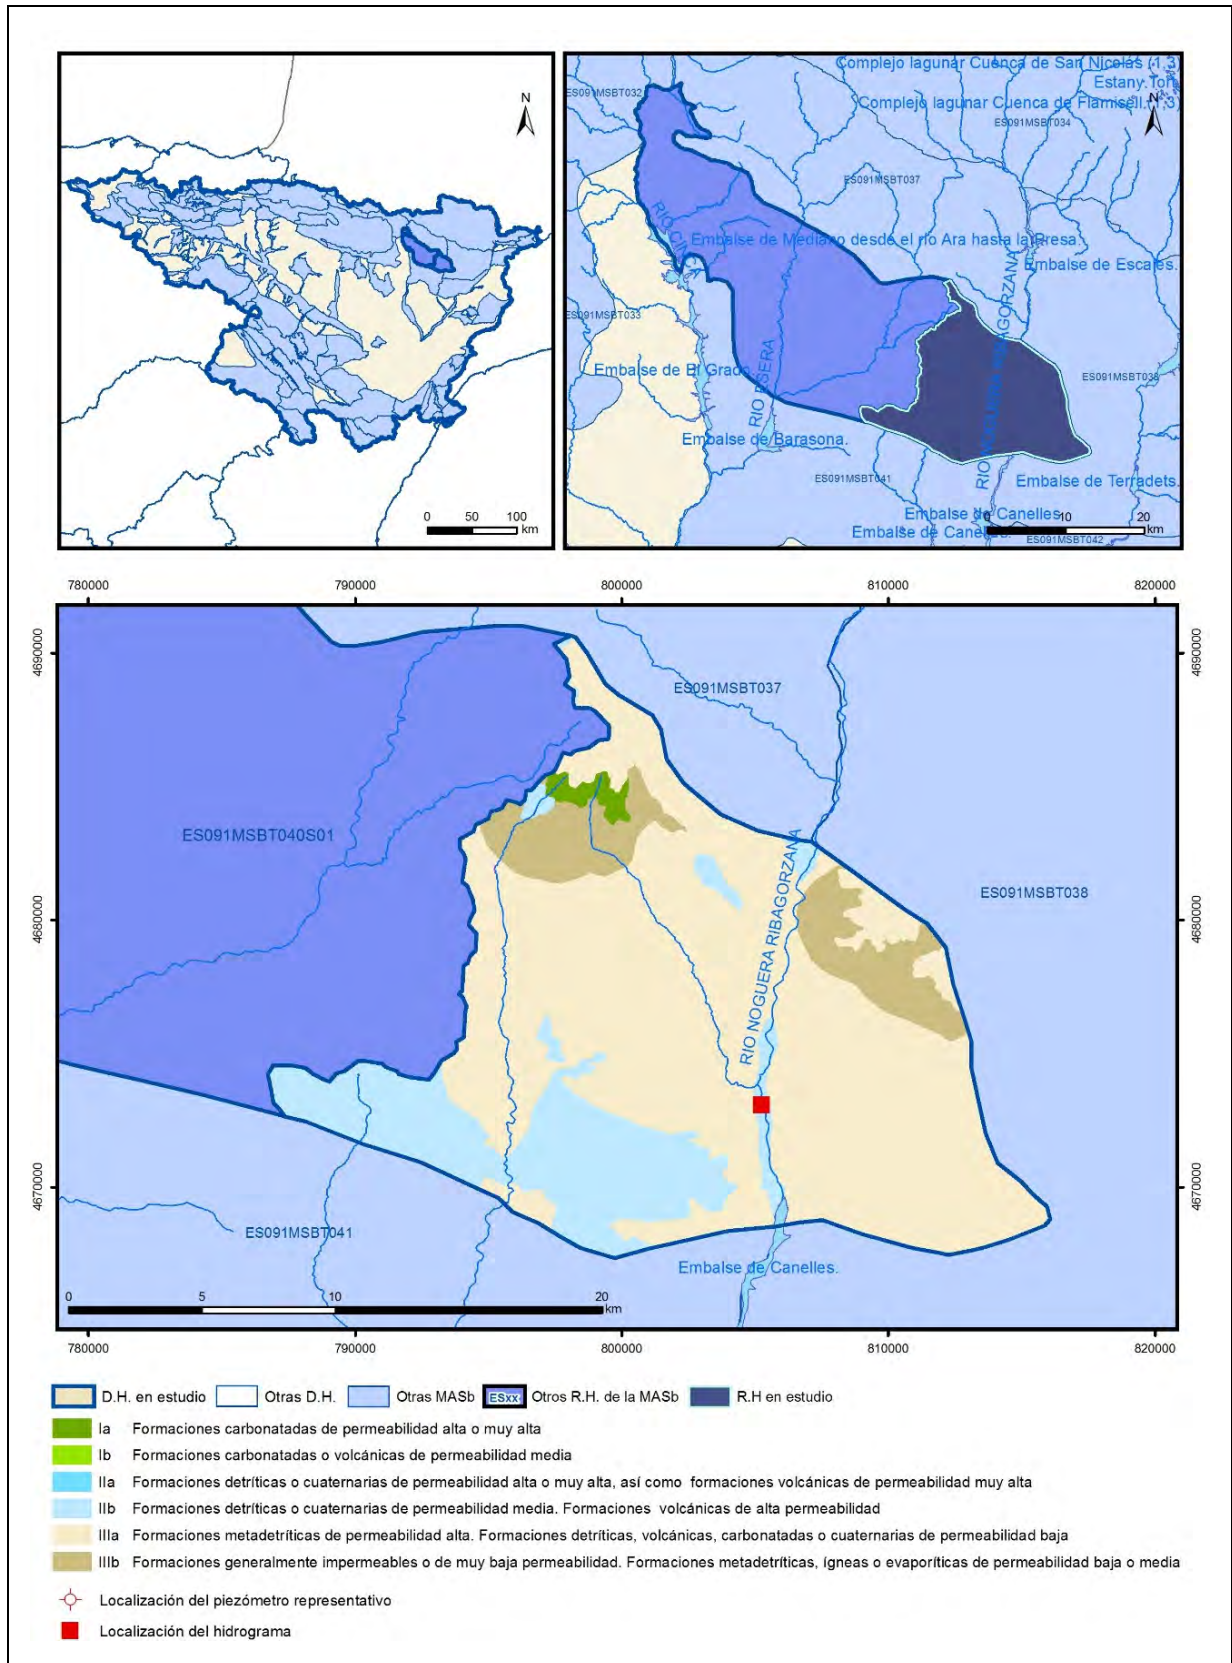 N
0 50 100
km
Complejo lagunar Cuenca de San Nicolás (1,3)
Estany Tort
Complejo lagunar Cuenca de Flamisell (1,3)
N
ES091MSBT032
ES091MSBT034
ES091MSBT037
RIO CINCA
Embalse de Mediano desde el río Ara hasta la Presa.
Embalse de Escales.
ES091MSBT033
RIO NOGUERA RIBAGORZANA
Embalse de El Grado.
RIO ESERA
ES091MSBT038
Embalse de Barasona.
ES091MSBT041
Embalse de Terradets.
Embalse de Canelles.
Embalse de Canelles.
0 10 20
km
ES091MSBT042
780000 790000 800000 810000 820000
4690000 4690000
ES091MSBT037
ES091MSBT040S01
RIO NOGUERA RIBAGORZANA
ES091MSBT038
4680000 4680000
4670000 4670000
ES091MSBT041
Embalse de Canelles.
0 5 10 20
km
780000 790000 800000 810000 820000
D.H. en estudio Otras D.H. Otras MASb ESxx Otros R.H. de la MASb R.H en estudio
Ia Formaciones carbonatadas de permeabilidad alta o muy alta
Ib Formaciones carbonatadas o volcánicas de permeabilidad media
IIa Formaciones detríticas o cuaternarias de permeabilidad alta o muy alta, así como formaciones volcánicas de permeabilidad muy alta
IIb Formaciones detríticas o cuaternarias de permeabilidad media. Formaciones volcánicas de alta permeabilidad
IIIa Formaciones metadetríticas de permeabilidad alta. Formaciones detríticas, volcánicas, carbonatadas o cuaternarias de permeabilidad baja
IIIb Formaciones generalmente impermeables o de muy baja permeabilidad. Formaciones metadetríticas, ígneas o evaporíticas de permeabilidad baja o media
Localización del piezómetro representativo
Localización del hidrograma